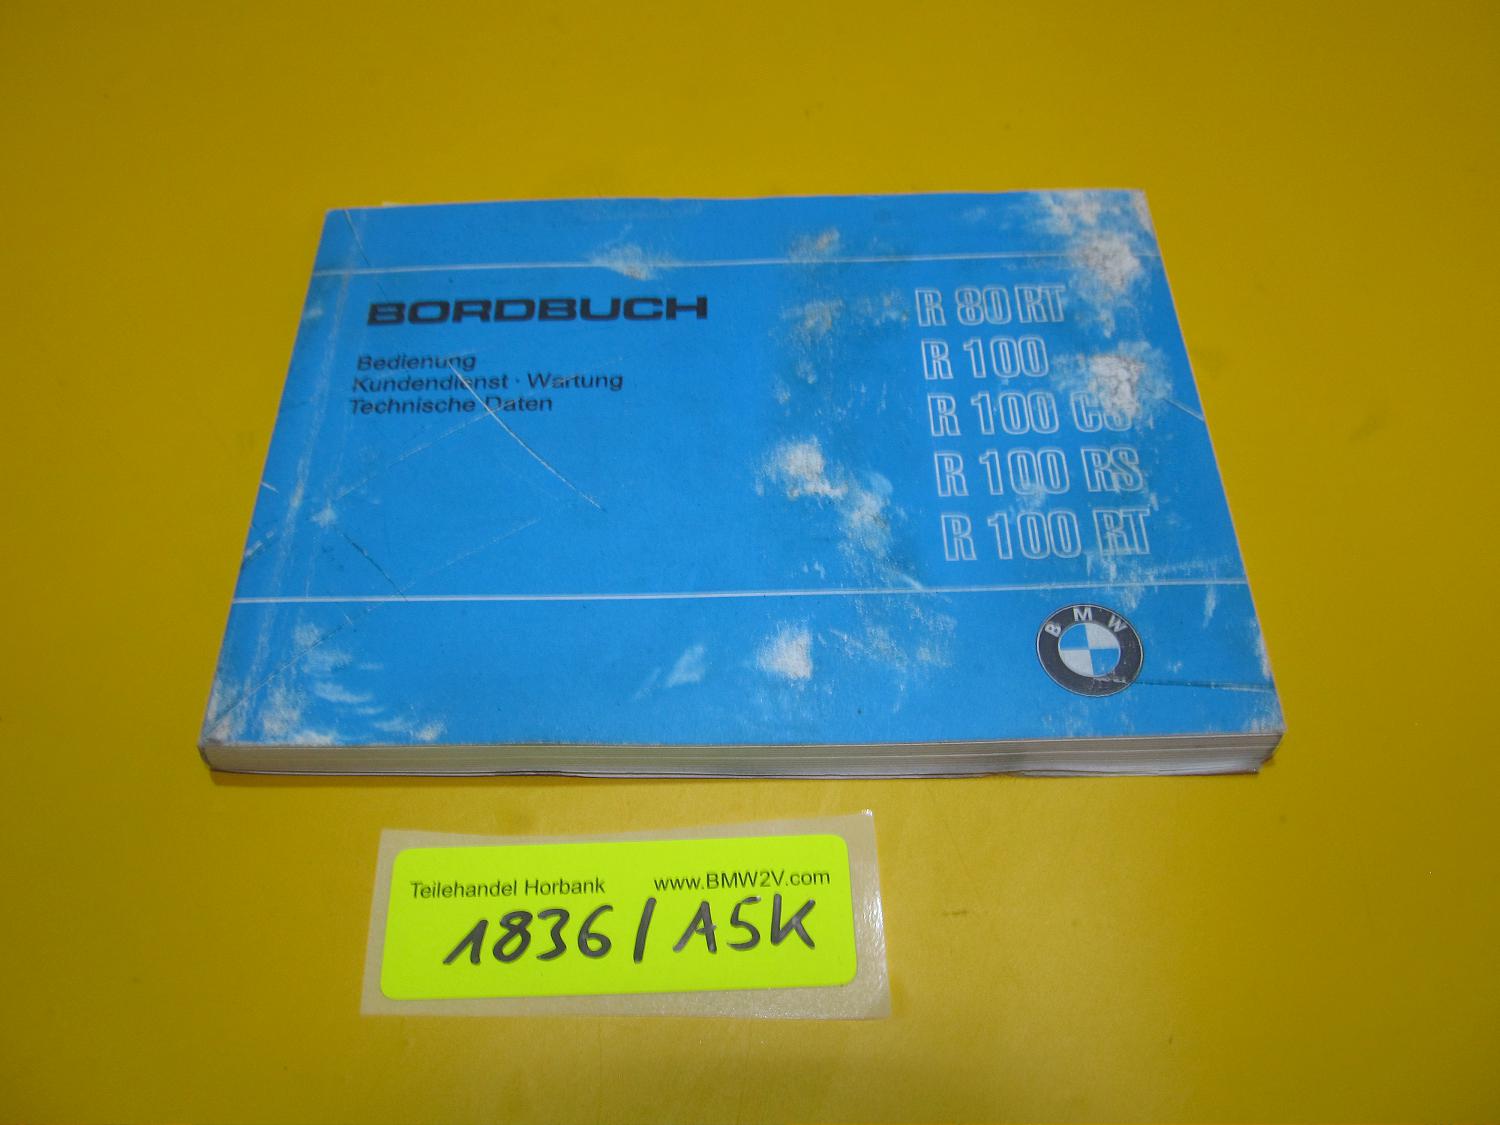 BORDBUCH
Bedienung
Kundendienst · Wartung
Technische Daten
R 80 RT
R 100
R 100 CS
R 100 RS
R 100 RT
BMW
Teilehandel Horbank www.BMW2V.com
1836/A5K